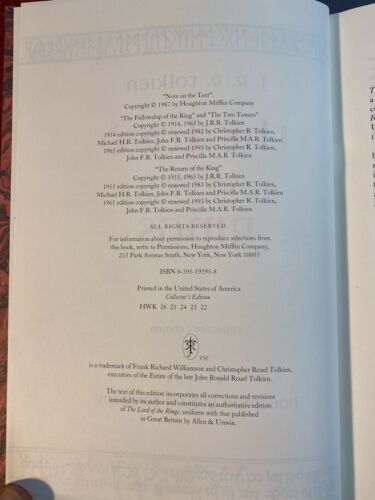 "Note on the Text":
Copyright © 1987 by Houghton Mifflin Company
"The Fellowship of the Ring" and "The Two Towers"
Copyright © 1954, 1965 by J.R.R. Tolkien
1954 edition copyright © renewed 1982 by Christopher R. Tolkien,
Michael H.R. Tolkien, John F.R. Tolkien and Priscilla M.A.R. Tolkien
1965 edition copyright © renewed 1993 by Christopher R. Tolkien,
John F.R. Tolkien and Priscilla M.A.R. Tolkien
"The Return of the King"
Copyright © 1955, 1965 by J.R.R. Tolkien
1955 edition copyright © renewed 1983 by Christopher R. Tolkien,
Michael H.R. Tolkien, John F.R. Tolkien and Priscilla M.A.R. Tolkien
1965 edition copyright © renewed 1993 by Christopher R. Tolkien,
John F.R. Tolkien and Priscilla M.A.R. Tolkien
ALL RIGHTS RESERVED
For information about permission to reproduce selections from
this book, write to Permissions, Houghton Mifflin Company,
215 Park Avenue South, New York, New York 10003
ISBN 0-395-19395-8
Printed in the United States of America
Collector's Edition
HWK 26 25 24 23 22
TM
is a trademark of Frank Richard Williamson and Christopher Reuel Tolkien,
executors of the Estate of the late John Ronald Reuel Tolkien.
The text of this edition incorporates all corrections and revisions
intended by its author and constitutes an authoritative edition
of The Lord of the Rings, uniform with that published
in Great Britain by Allen & Unwin.